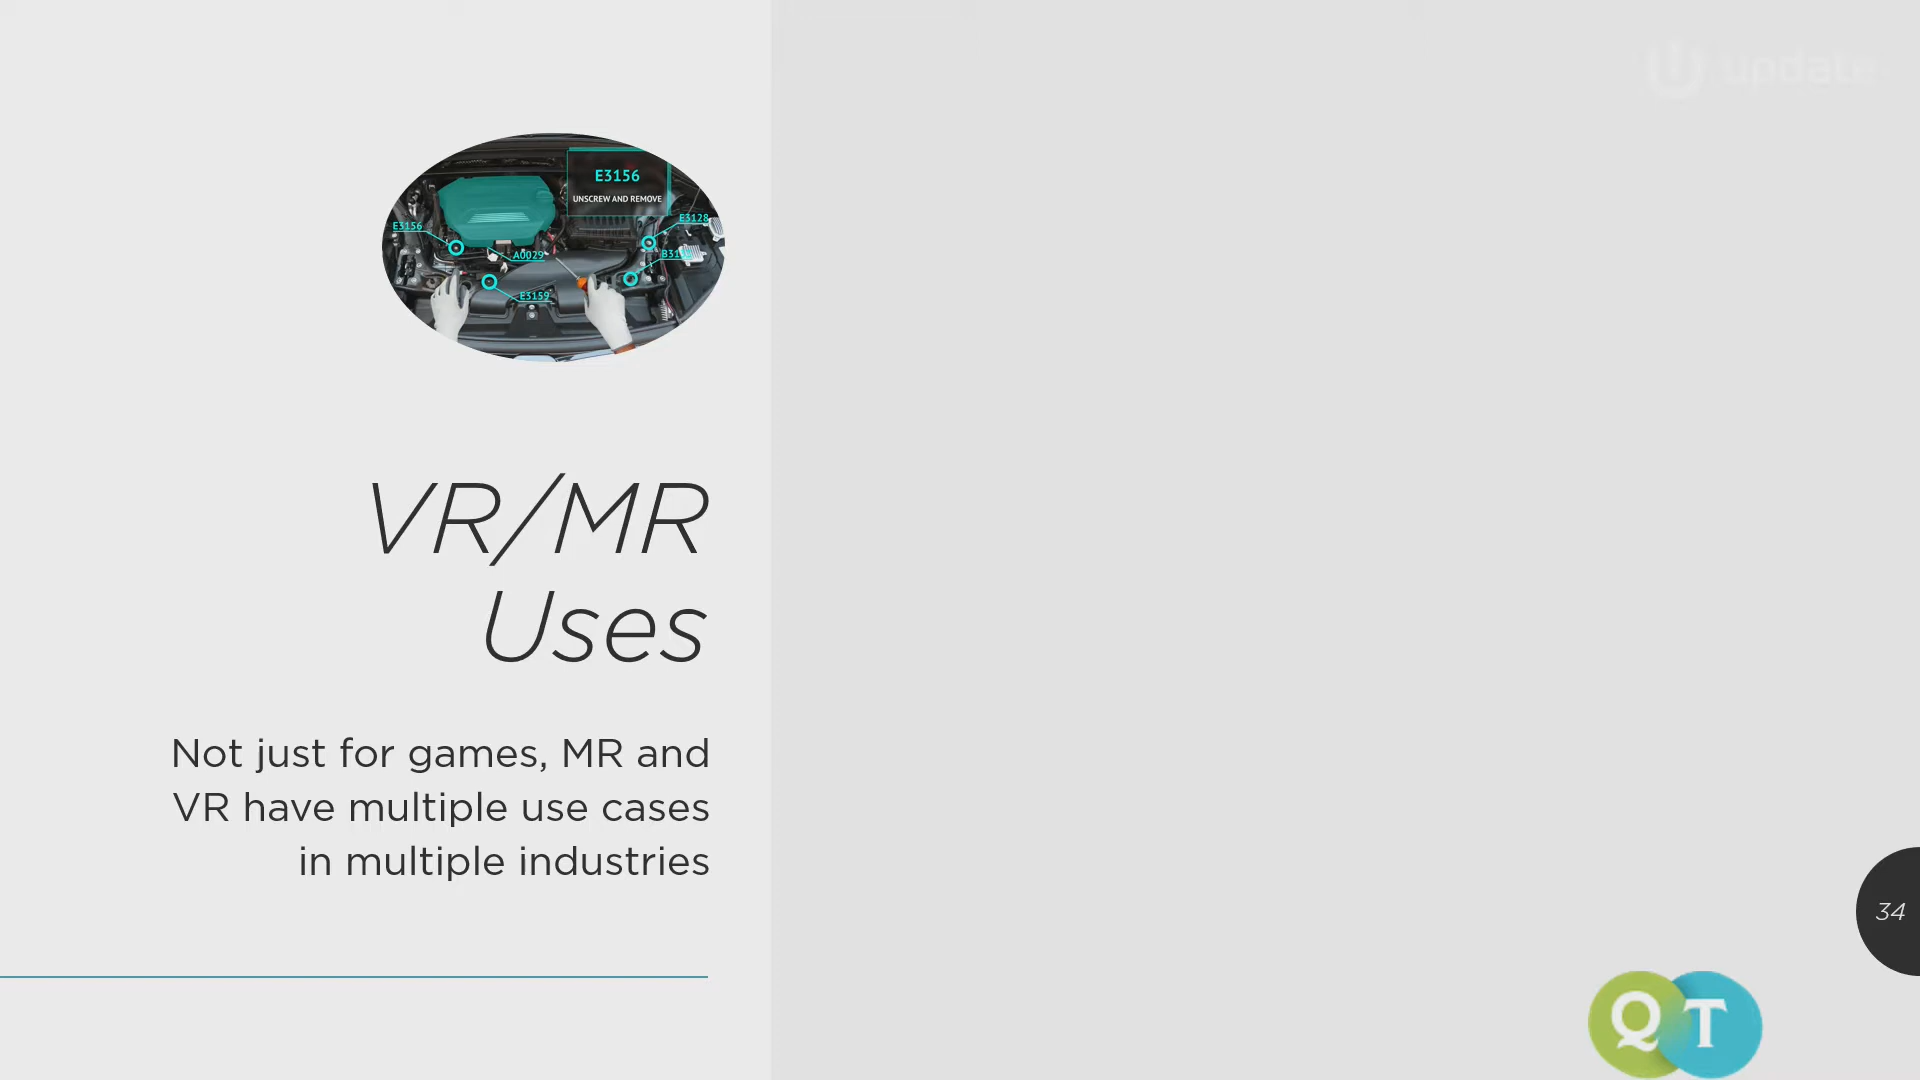 update
E3156
UNSCREW AND REMOVE
E3128
E3156
A0029
E3159
VR/MR
Uses
Not just for games, MR and
VR have multiple use cases
in multiple industries
34
QT